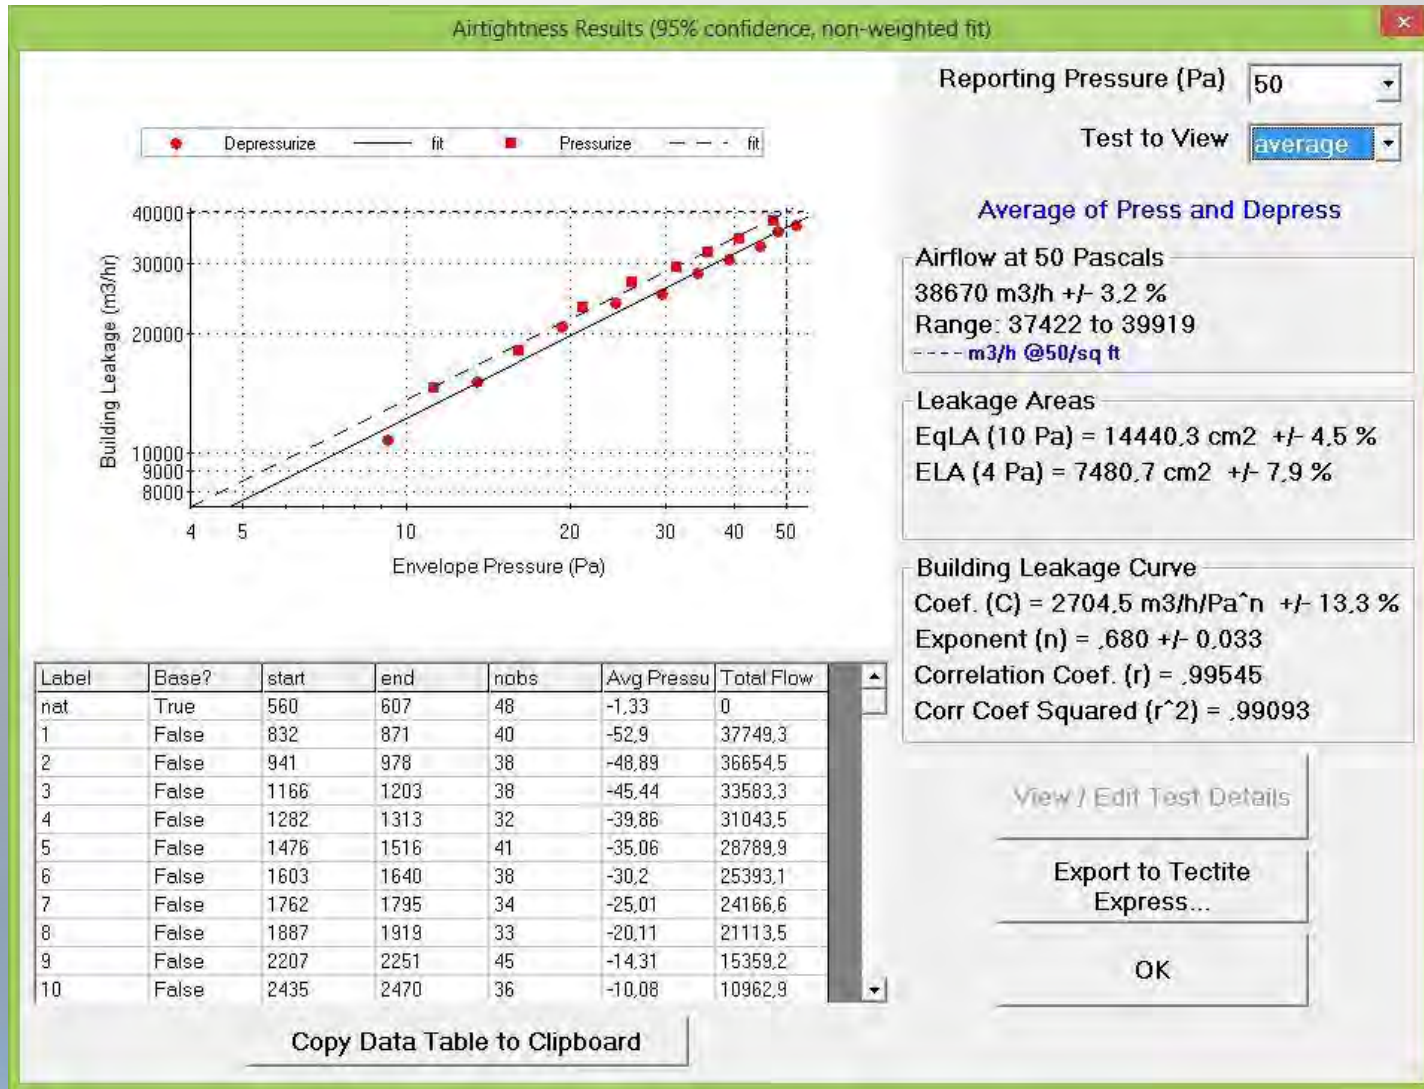 Airtightness Results (95% confidence, non-weighted fit)
Reporting Pressure (Pa) 50
Test to View average
Depressurize fit Pressurize fit
Average of Press and Depress
Airflow at 50 Pascals
38670 m3/h +/- 3,2 %
Range: 37422 to 39919
---- m3/h @50/sq ft
Leakage Areas
EqLA (10 Pa) = 14440,3 cm2 +/- 4,5 %
ELA (4 Pa) = 7480,7 cm2 +/- 7,9 %
Building Leakage Curve
Coef. (C) = 2704,5 m3/h/Pa^n +/- 13,3 %
Exponent (n) = ,680 +/- 0,033
Correlation Coef. (r) = ,99545
Corr Coef Squared (r^2) = ,99093
Building Leakage (m3/hr)
40000
30000
20000
10000
9000
8000
4 5 10 20 30 40 50
Envelope Pressure (Pa)
Label Base? start end nobs Avg Pressu Total Flow
nat True 560 607 48 -1,33 0
1 False 832 871 40 -52,9 37749,3
2 False 941 978 38 -48,89 36654,5
3 False 1166 1203 38 -45,44 33583,3
4 False 1282 1313 32 -39,86 31043,5
5 False 1476 1516 41 -35,06 28789,9
6 False 1603 1640 38 -30,2 25393,1
7 False 1762 1795 34 -25,01 24166,6
8 False 1887 1919 33 -20,11 21113,5
9 False 2207 2251 45 -14,31 15359,2
10 False 2435 2470 36 -10,08 10962,9
View / Edit Test Details
Export to Tectite
Express...
OK
Copy Data Table to Clipboard